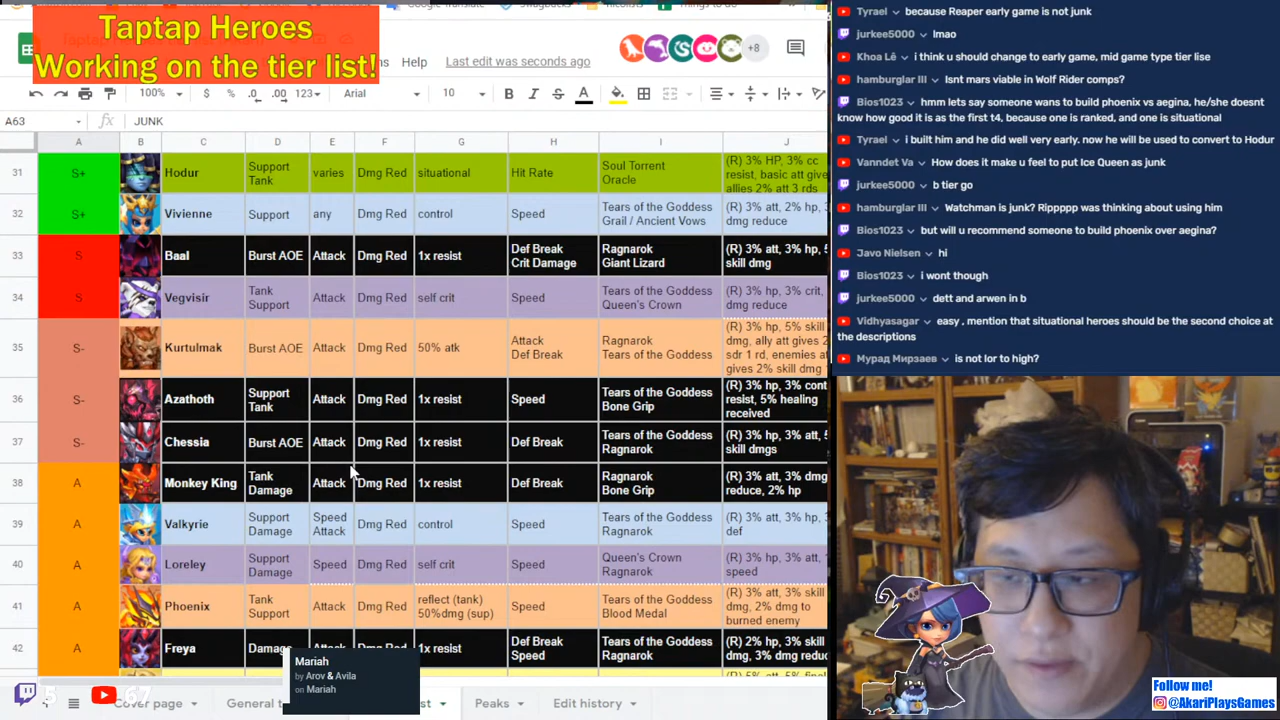 Taptap Heroes
Working on the tier list!
Help
Last edit was seconds ago
+8
100%
$
%
.0
.00
123
Arial
10
B
I
S
A
A63
fx
JUNK
A
B
C
D
E
F
G
H
I
J
31
S+
Hodur
Support
Tank
varies
Dmg Red
situational
Hit Rate
Soul Torrent
Oracle
(R) 3% HP, 3% cc
resist, basic att give
allies 2% att 3 rds
32
S+
Vivienne
Support
any
Dmg Red
control
Speed
Tears of the Goddess
Grail / Ancient Vows
(R) 3% att, 2% hp, 3
dmg reduce
33
S
Baal
Burst AOE
Attack
Dmg Red
1x resist
Def Break
Crit Damage
Ragnarok
Giant Lizard
(R) 3% att, 3% hp, 5
skill dmg
34
S
Vegvisir
Tank
Support
Attack
Dmg Red
self crit
Speed
Tears of the Goddess
Queen's Crown
(R) 3% hp, 3% crit,
dmg reduce
35
S-
Kurtulmak
Burst AOE
Attack
Dmg Red
50% atk
Attack
Def Break
Ragnarok
Tears of the Goddess
(R) 3% hp, 5% skill
dmg, ally att gives 2
sdr 1 rd, enemies at
gives 2% skill dmg
36
S-
Azathoth
Support
Tank
Attack
Dmg Red
1x resist
Speed
Tears of the Goddess
Bone Grip
(R) 3% hp, 3% cont
resist, 5% healing
received
37
S-
Chessia
Burst AOE
Attack
Dmg Red
1x resist
Def Break
Tears of the Goddess
Ragnarok
(R) 3% hp, 3% att, 5
skill dmgs
38
A
Monkey King
Tank
Damage
Attack
Dmg Red
1x resist
Def Break
Ragnarok
Bone Grip
(R) 3% att, 3% dmg
reduce, 2% hp
39
A
Valkyrie
Support
Damage
Speed
Attack
Dmg Red
control
Speed
Tears of the Goddess
Ragnarok
(R) 3% att, 3% hp,
def
40
A
Loreley
Support
Damage
Speed
Dmg Red
self crit
Speed
Queen's Crown
Ragnarok
(R) 3% hp, 3% att,
speed
41
A
Phoenix
Tank
Support
Attack
Dmg Red
reflect (tank)
50%dmg (sup)
Speed
Tears of the Goddess
Blood Medal
(R) 3% att, 3% skill
dmg, 2% dmg to
burned enemy
42
A
Freya
Damage
Attack
Dmg Red
1x resist
Def Break
Speed
Tears of the Goddess
Ragnarok
(R) 2% hp, 3% skill
dmg, 3% dmg reduc
Mariah
by Arov & Avila
on Mariah
5
67
Cover page
General t
st
Peaks
Edit history
Tyrael because Reaper early game is not junk
jurkee5000 lmao
Khoa Lê i think u should change to early game, mid game type tier lise
hamburglar III Isnt mars viable in Wolf Rider comps?
Bios1023 hmm lets say someone wants to build phoenix vs aegina, he/she doesnt
know how good it is as the first t4, because one is ranked, and one is situational
Tyrael i built him and he did well very early. now he will be used to convert to Hodur
Vanndet Va How does it make u feel to put Ice Queen as junk
jurkee5000 b tier go
hamburglar III Watchman is junk? Rippppp was thinking about using him
Bios1023 but will u recommend someone to build phoenix over aegina?
Javo Nielsen hi
Bios1023 i wont though
jurkee5000 dett and arwen in b
Vidhyasagar easy , mention that situational heroes should be the second choice at
the descriptions
Мурад Мирзаев is not lor to high?
Follow me!
@AkariPlaysGames